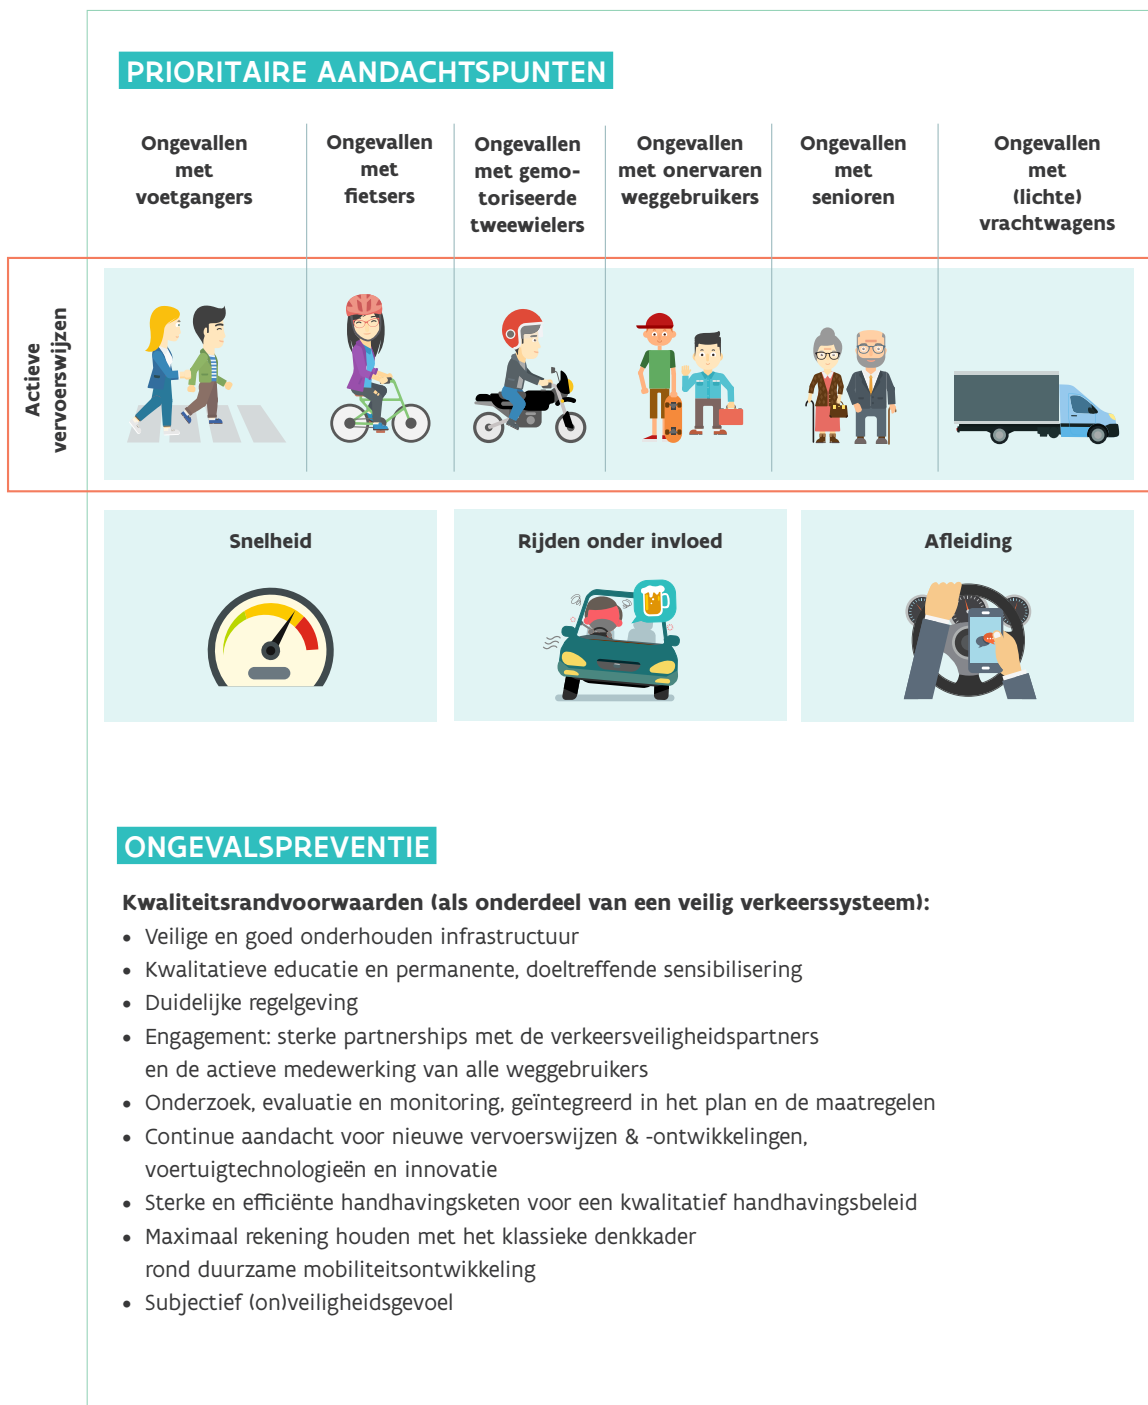 PRIORITAIRE AANDACHTSPUNTEN
Ongevallen
met
voetgangers
Ongevallen
met
fietsers
Ongevallen
met gemo-
toriseerde
tweewielers
Ongevallen
met onervaren
weggebruikers
Ongevallen
met
senioren
Ongevallen
met
(lichte)
vrachtwagens
Actieve
vervoerswijzen
Snelheid
Rijden onder invloed
Afleiding
ONGEVALSPREVENTIE
Kwaliteitsrandvoorwaarden (als onderdeel van een veilig verkeerssysteem):
• Veilige en goed onderhouden infrastructuur
• Kwalitatieve educatie en permanente, doeltreffende sensibilisering
• Duidelijke regelgeving
• Engagement: sterke partnerships met de verkeersveiligheidspartners
en de actieve medewerking van alle weggebruikers
• Onderzoek, evaluatie en monitoring, geïntegreerd in het plan en de maatregelen
• Continue aandacht voor nieuwe vervoerswijzen & -ontwikkelingen,
voertuigtechnologieën en innovatie
• Sterke en efficiënte handhavingsketen voor een kwalitatief handhavingsbeleid
• Maximaal rekening houden met het klassieke denkkader
rond duurzame mobiliteitsontwikkeling
• Subjectief (on)veiligheidsgevoel